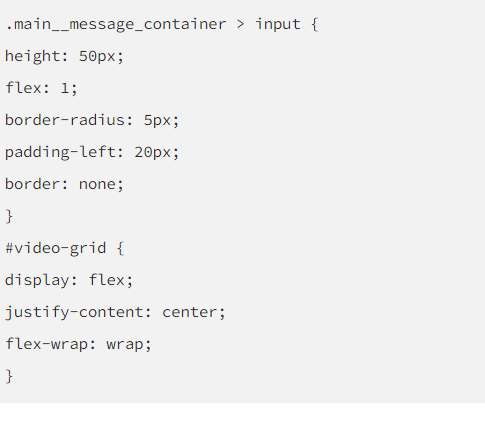 .main__message_container > input {
height: 50px;
flex: 1;
border-radius: 5px;
padding-left: 20px;
border: none;
}
#video-grid {
display: flex;
justify-content: center;
flex-wrap: wrap;
}